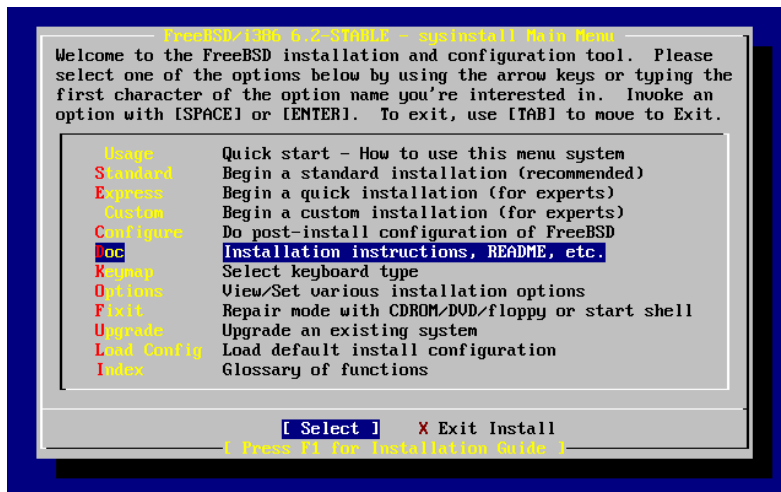 FreeBSD/i386 6.2-STABLE - sysinstall Main Menu
Welcome to the FreeBSD installation and configuration tool.  Please
select one of the options below by using the arrow keys or typing the
first character of the option name you're interested in.  Invoke an
option with [SPACE] or [ENTER].  To exit, use [TAB] to move to Exit.
Usage Quick start - How to use this menu system
Standard Begin a standard installation (recommended)
Express Begin a quick installation (for experts)
Custom Begin a custom installation (for experts)
Configure Do post-install configuration of FreeBSD
Doc Installation instructions, README, etc.
Keymap Select keyboard type
Options View/Set various installation options
Fixit Repair mode with CDROM/DVD/floppy or start shell
Upgrade Upgrade an existing system
Load Config Load default install configuration
Index Glossary of functions
[ Select ] X Exit Install
[ Press F1 for Installation Guide ]